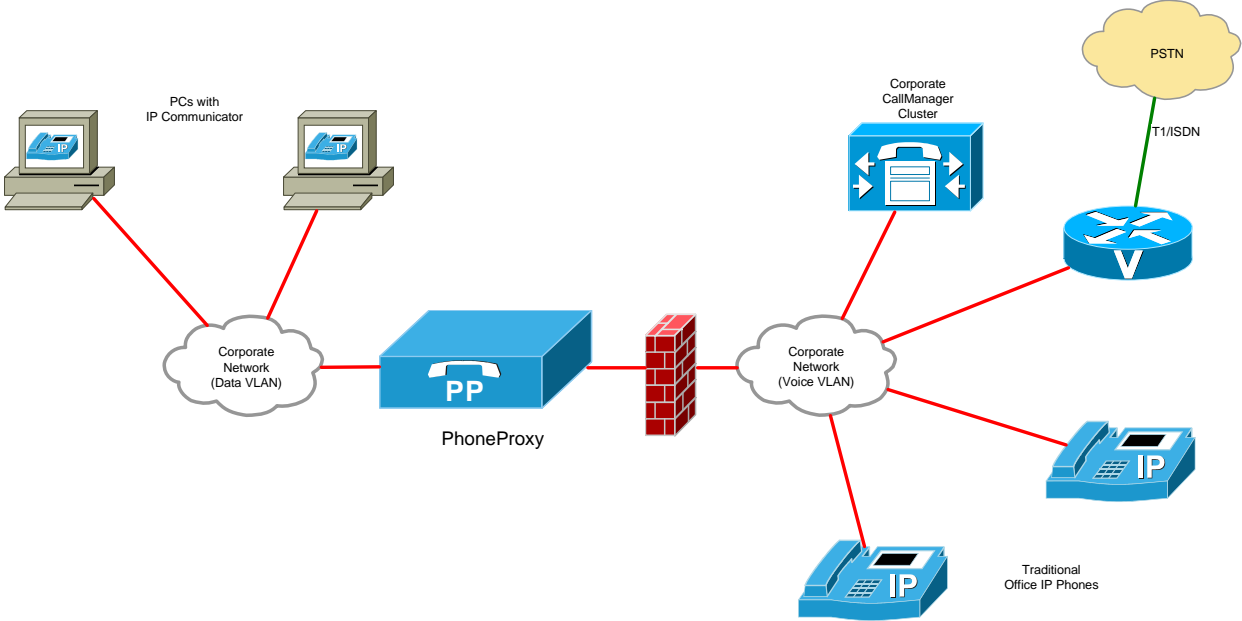 PSTN
T1/ISDN
Corporate
CallManager
Cluster
PCs with
IP Communicator
IP
IP
V
Corporate
Network
(Data VLAN)
PP
PhoneProxy
Corporate
Network
(Voice VLAN)
IP
IP
Traditional
Office IP Phones